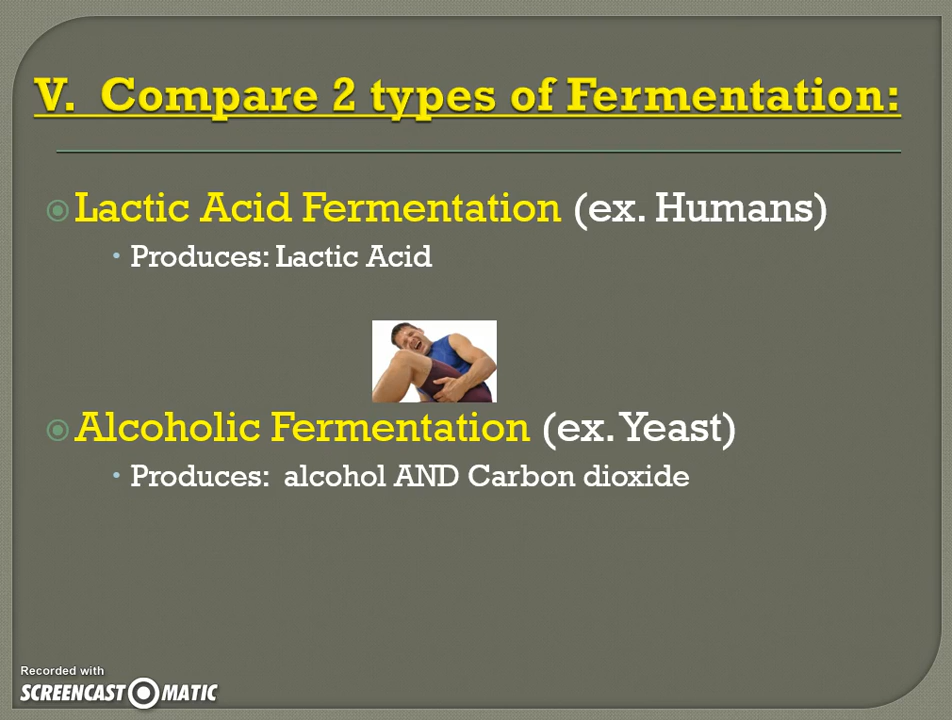 V. Compare 2 types of Fermentation:
Lactic Acid Fermentation (ex. Humans)
Produces: Lactic Acid
Alcoholic Fermentation (ex. Yeast)
Produces: alcohol AND Carbon dioxide
Recorded with
SCREENCAST MATIC